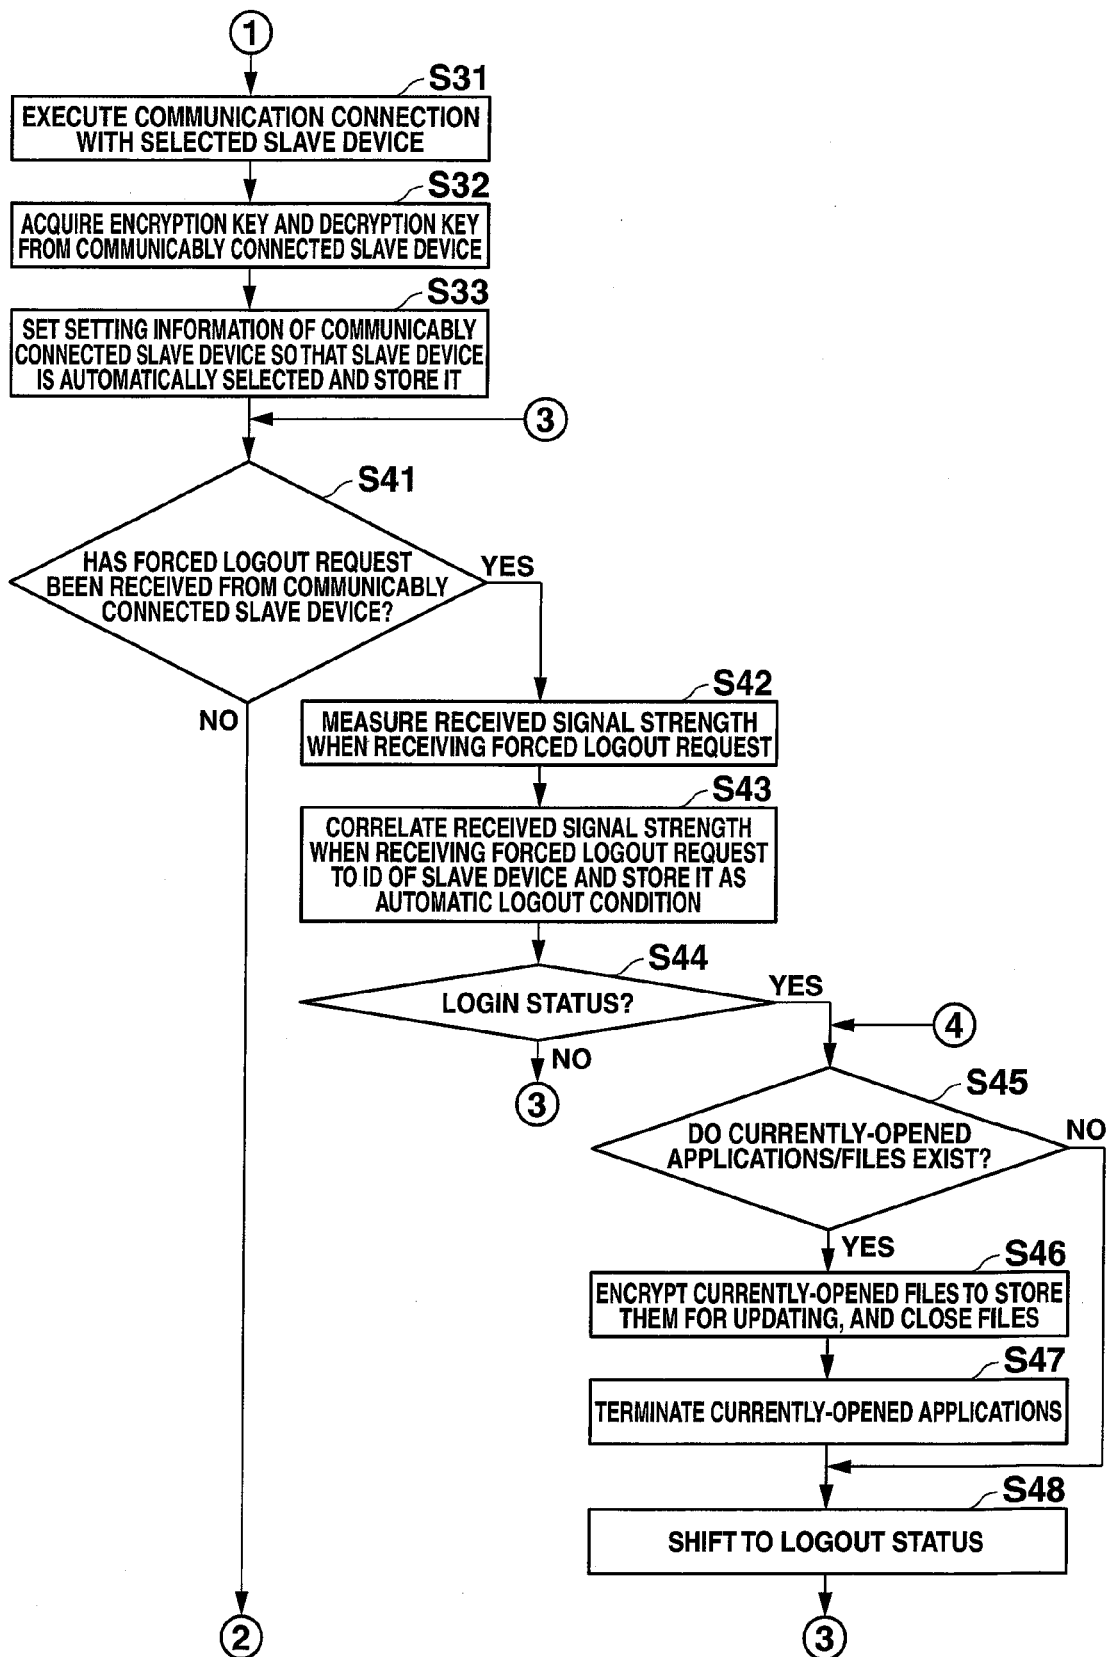 1
S31
EXECUTE COMMUNICATION CONNECTION
WITH SELECTED SLAVE DEVICE
S32
ACQUIRE ENCRYPTION KEY AND DECRYPTION KEY
FROM COMMUNICABLY CONNECTED SLAVE DEVICE
S33
SET SETTING INFORMATION OF COMMUNICABLY
CONNECTED SLAVE DEVICE SO THAT SLAVE DEVICE
IS AUTOMATICALLY SELECTED AND STORE IT
3
S41
HAS FORCED LOGOUT REQUEST
BEEN RECEIVED FROM COMMUNICABLY
CONNECTED SLAVE DEVICE?
YES
NO
S42
MEASURE RECEIVED SIGNAL STRENGTH
WHEN RECEIVING FORCED LOGOUT REQUEST
S43
CORRELATE RECEIVED SIGNAL STRENGTH
WHEN RECEIVING FORCED LOGOUT REQUEST
TO ID OF SLAVE DEVICE AND STORE IT AS
AUTOMATIC LOGOUT CONDITION
S44
LOGIN STATUS?
YES
NO
3
4
S45
DO CURRENTLY-OPENED
APPLICATIONS/FILES EXIST?
NO
YES
S46
ENCRYPT CURRENTLY-OPENED FILES TO STORE
THEM FOR UPDATING, AND CLOSE FILES
S47
TERMINATE CURRENTLY-OPENED APPLICATIONS
S48
SHIFT TO LOGOUT STATUS
2
3